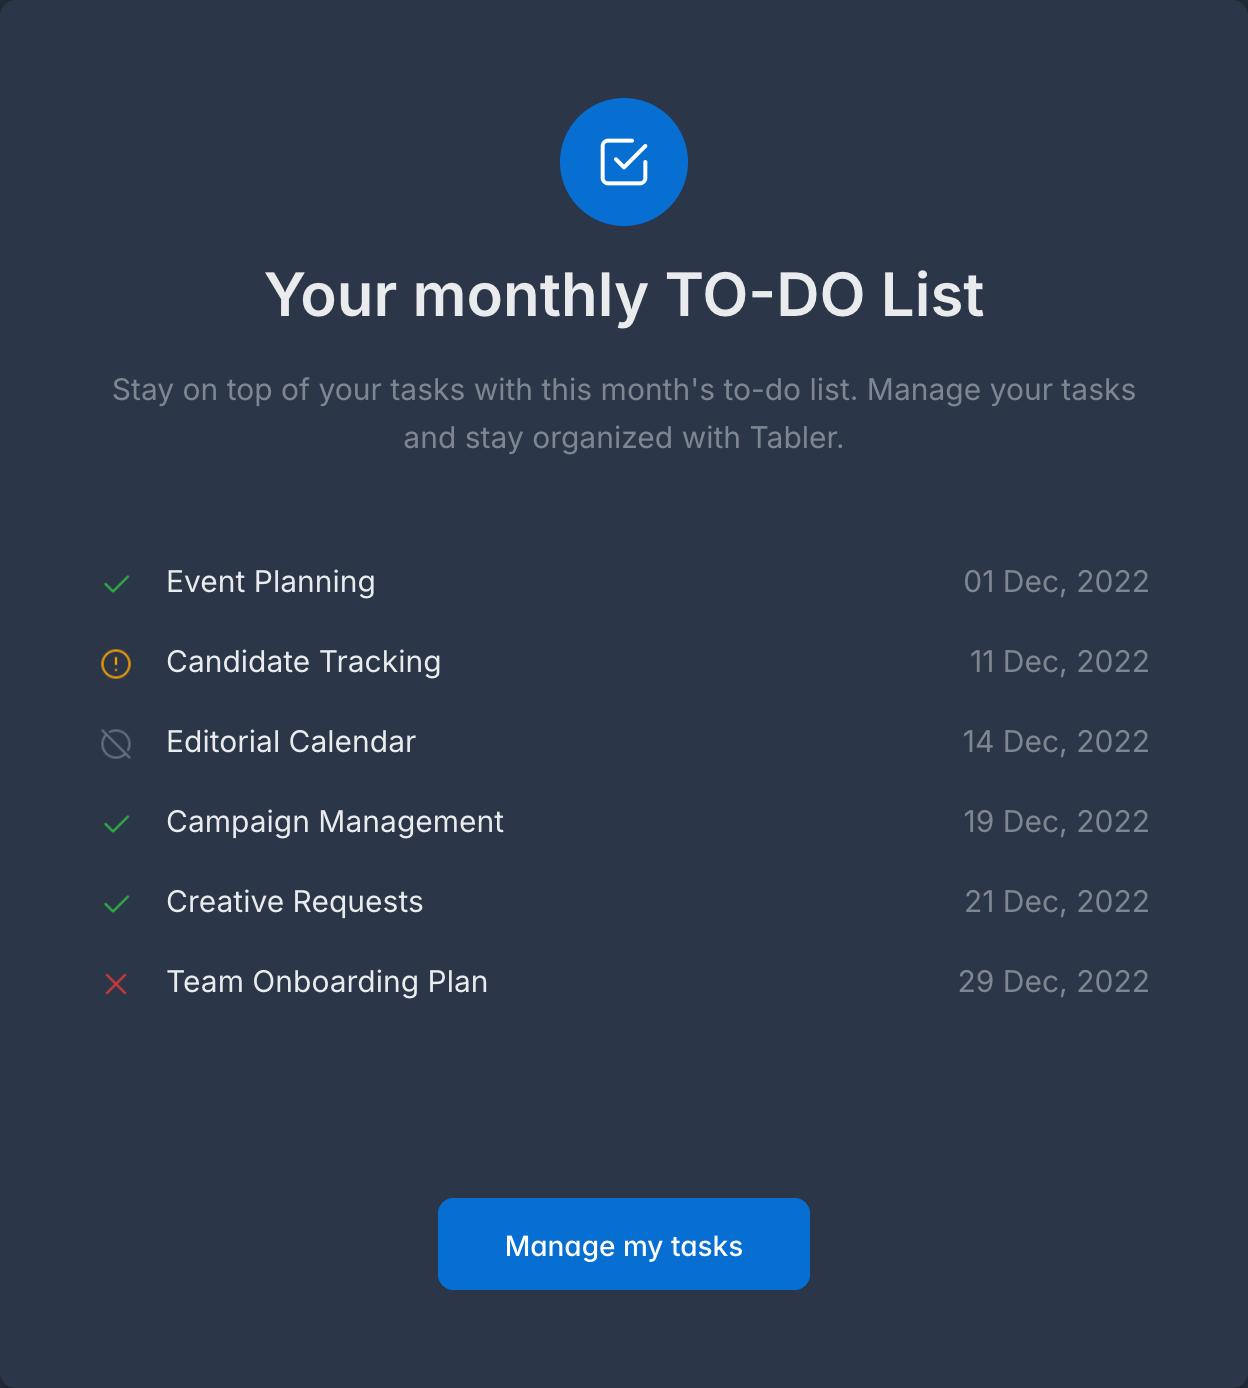 Your monthly TO-DO List
Stay on top of your tasks with this month's to-do list. Manage your tasks
and stay organized with Tabler.
Event Planning 01 Dec, 2022
Candidate Tracking 11 Dec, 2022
Editorial Calendar 14 Dec, 2022
Campaign Management 19 Dec, 2022
Creative Requests 21 Dec, 2022
Team Onboarding Plan 29 Dec, 2022
Manage my tasks